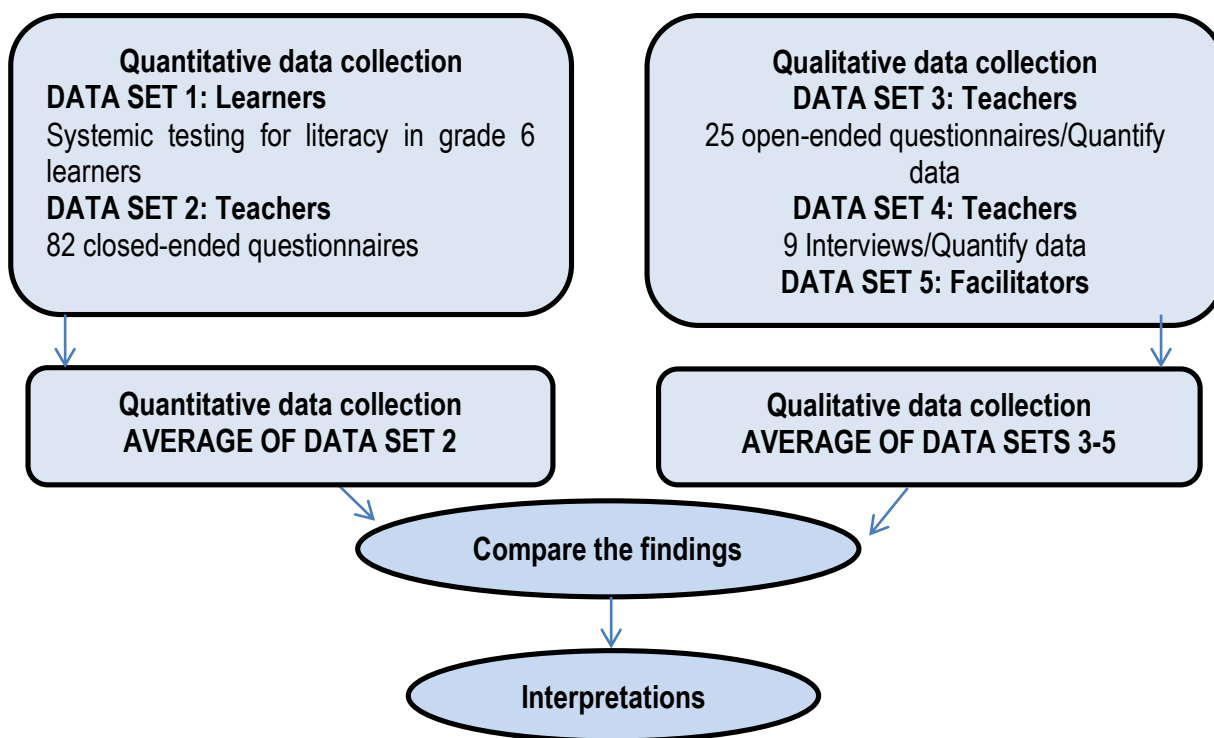 Quantitative data collection
DATA SET 1: Learners
Systemic testing for literacy in grade 6
learners
DATA SET 2: Teachers
82 closed-ended questionnaires
Qualitative data collection
DATA SET 3: Teachers
25 open-ended questionnaires/Quantify
data
DATA SET 4: Teachers
9 Interviews/Quantify data
DATA SET 5: Facilitators
Quantitative data collection
AVERAGE OF DATA SET 2
Qualitative data collection
AVERAGE OF DATA SETS 3-5
Compare the findings
Interpretations